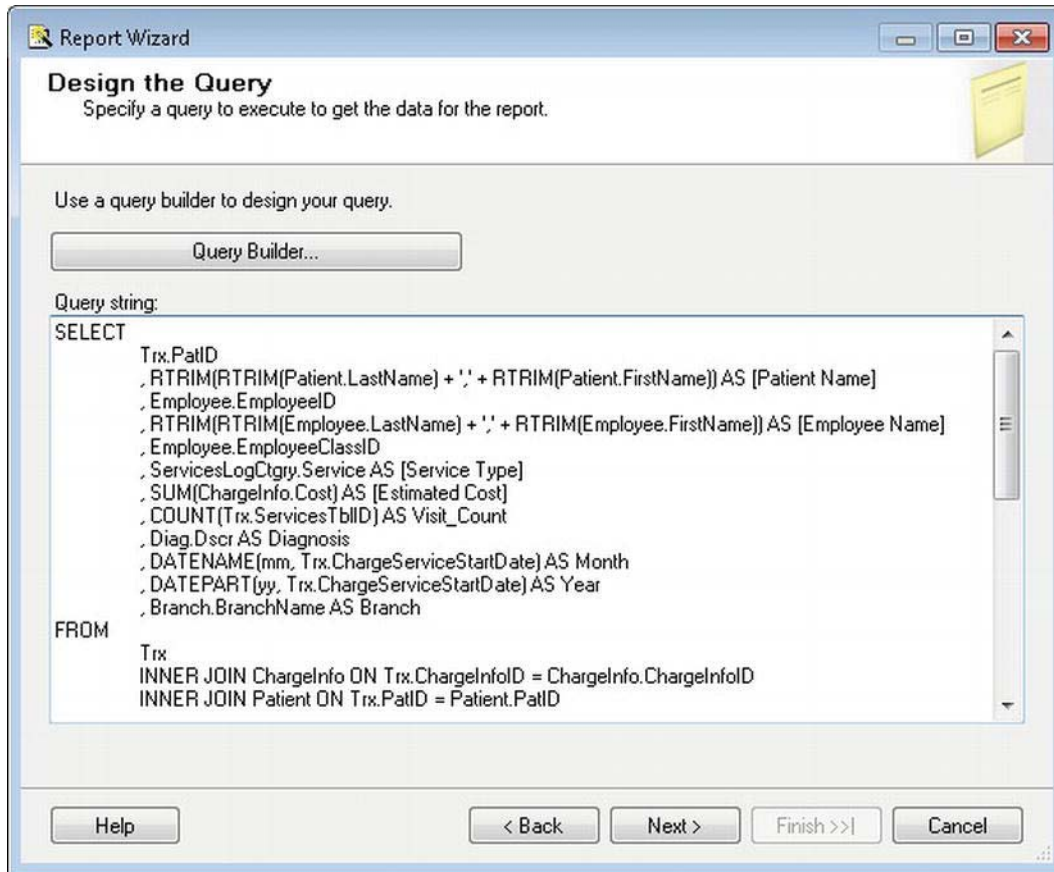 Report Wizard
Design the Query
Specify a query to execute to get the data for the report.
Use a query builder to design your query.
Query Builder...
Query string:
SELECT
Trx.PatID
, RTRIM(RTRIM(Patient.LastName) + ',' + RTRIM(Patient.FirstName)) AS [Patient Name]
, Employee.EmployeeID
, RTRIM(RTRIM(Employee.LastName) + ',' + RTRIM(Employee.FirstName)) AS [Employee Name]
, Employee.EmployeeClassID
, ServicesLogCtgry.Service AS [Service Type]
, SUM(ChargeInfo.Cost) AS [Estimated Cost]
, COUNT(Trx.ServicesTblID) AS Visit_Count
, Diag.Dscr AS Diagnosis
, DATENAME(mm, Trx.ChargeServiceStartDate) AS Month
, DATEPART(yy, Trx.ChargeServiceStartDate) AS Year
, Branch.BranchName AS Branch
FROM
Trx
INNER JOIN ChargeInfo ON Trx.ChargeInfoID = ChargeInfo.ChargeInfoID
INNER JOIN Patient ON Trx.PatID = Patient.PatID
Help
< Back
Next >
Finish >>|
Cancel